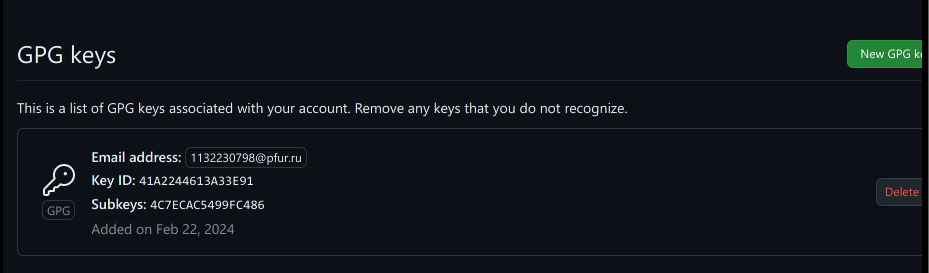 GPG keys
New GPG
This is a list of GPG keys associated with your account. Remove any keys that you do not recognize.
Email address: 1132230798@pfur.ru
Key ID: 41A2244613A33E91
GPG
Subkeys: 4C7ECAC5499FC486
Delete
Added on Feb 22, 2024